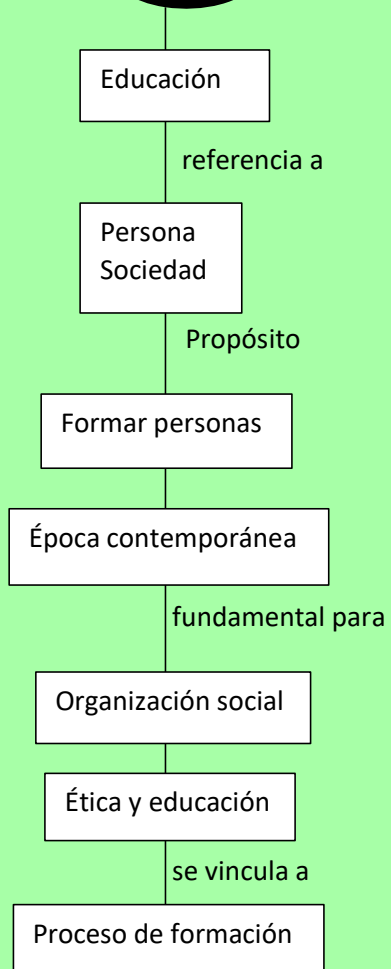 Educación
referencia a
Persona
Sociedad
Propósito
Formar personas
Época contemporánea
fundamental para
Organización social
Ética y educación
se vincula a
Proceso de formación